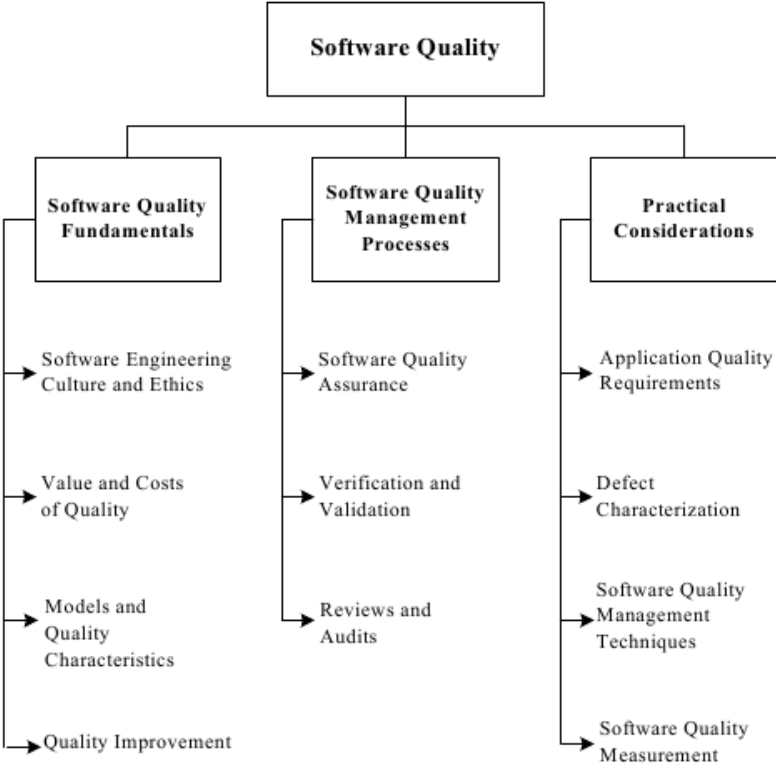 Software Quality
Software Quality
Fundamentals
Software Engineering
Culture and Ethics
Value and Costs
of Quality
Models and
Quality
Characteristics
Quality Improvement
Software Quality
Management
Processes
Software Quality
Assurance
Verification and
Validation
Reviews and
Audits
Practical
Considerations
Application Quality
Requirements
Defect
Characterization
Software Quality
Management
Techniques
Software Quality
Measurement